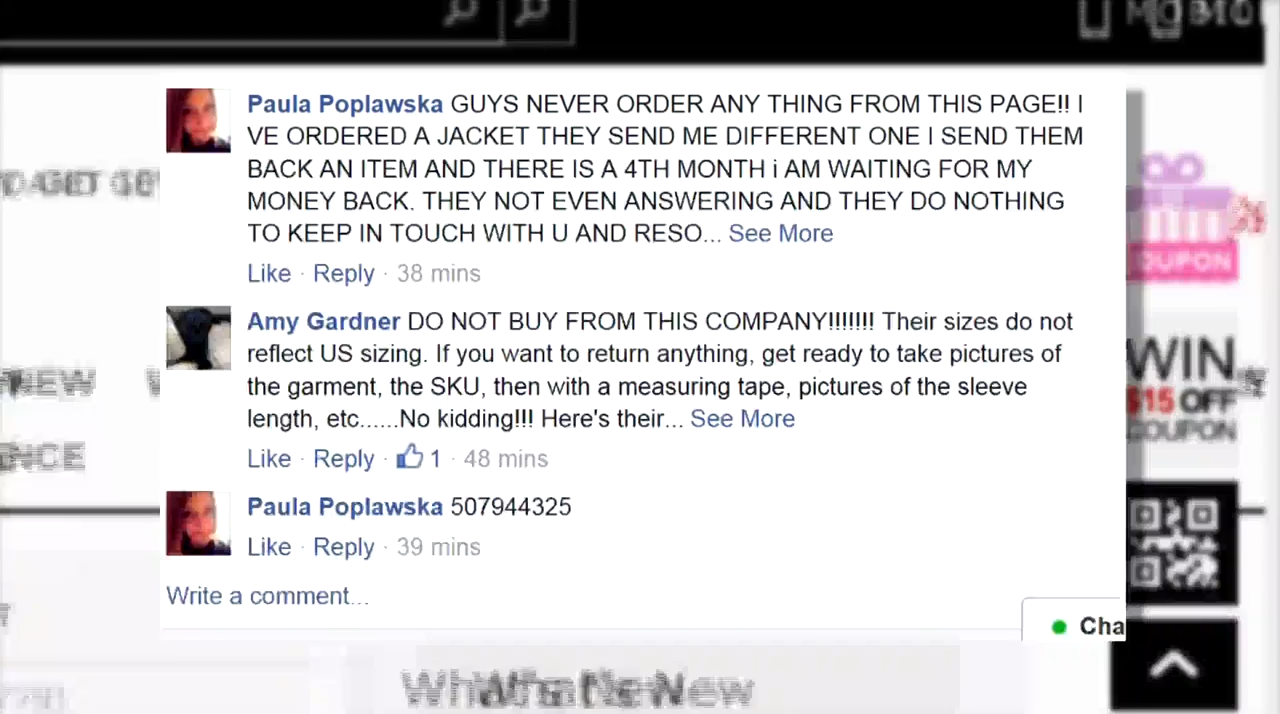 Paula Poplawska GUYS NEVER ORDER ANY THING FROM THIS PAGE!! I
VE ORDERED A JACKET THEY SEND ME DIFFERENT ONE I SEND THEM
BACK AN ITEM AND THERE IS A 4TH MONTH i AM WAITING FOR MY
MONEY BACK. THEY NOT EVEN ANSWERING AND THEY DO NOTHING
TO KEEP IN TOUCH WITH U AND RESO... See More
Like · Reply · 38 mins
Amy Gardner DO NOT BUY FROM THIS COMPANY!!!!!!! Their sizes do not
reflect US sizing. If you want to return anything, get ready to take pictures of
the garment, the SKU, then with a measuring tape, pictures of the sleeve
length, etc......No kidding!!! Here's their... See More
Like · Reply · 1 · 48 mins
Paula Poplawska 507944325
Like · Reply · 39 mins
Write a comment...
Cha
COUPON
WIN
$15 OFF
COUPON
What's New